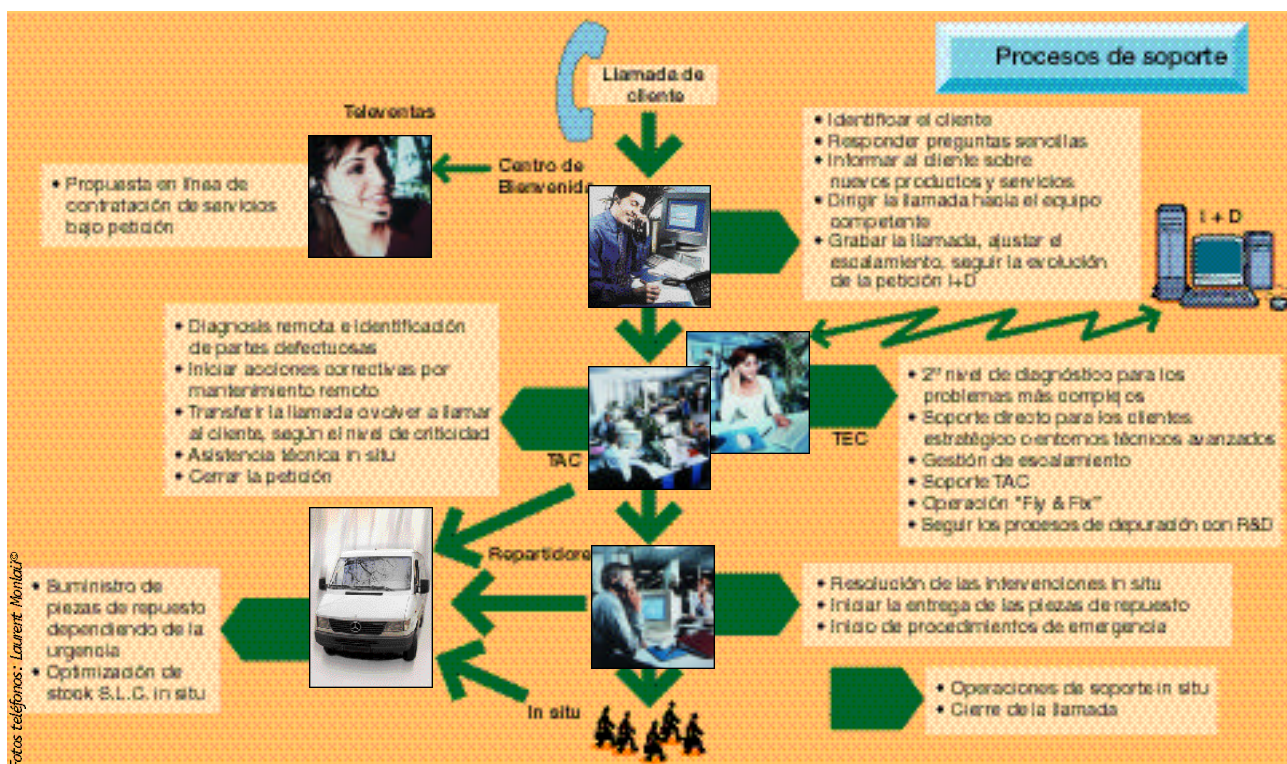 Procesos de soporte
Llamada de
cliente
Televentas
Centro de
Bienvenida
• Propuesta en línea de
contratación de servicios
bajo petición
• Identificar el cliente
• Responder preguntas sencillas
• Informar al cliente sobre
nuevos productos y servicios
• Dirigir la llamada hacia el equipo
competente
• Grabar la llamada, ajustar el
escalamiento, seguir la evolución
de la petición I+D
I + D
• Diagnosis remota e identificación
de partes defectuosas
• Iniciar acciones correctivas por
mantenimiento remoto
• Transferir la llamada o volver a llamar
al cliente, según el nivel de criticidad
• Asistencia técnica in situ
• Cerrar la petición
TAC
TEC
• 2º nivel de diagnóstico para los
problemas más complejos
• Soporte directo para los clientes
estratégico o entornos técnicos avanzados
• Gestión de escalamiento
• Soporte TAC
• Operación "Fly & Fix"
• Seguir los procesos de depuración con R&D
Repartidore
• Suministro de
piezas de repuesto
dependiendo de la
urgencia
• Optimización de
stock S.L.C. in situ
• Resolución de las intervenciones in situ
• Iniciar la entrega de las piezas de repuesto
• Inicio de procedimientos de emergencia
In situ
• Operaciones de soporte in situ
• Cierre de la llamada
Fotos teléfonos: Laurent Monlaü©